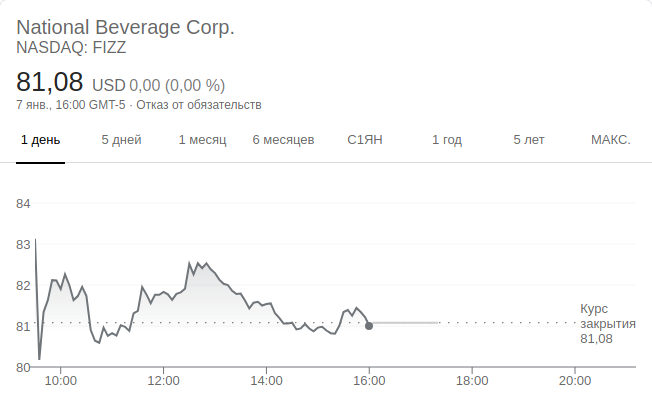 National Beverage Corp.
NASDAQ: FIZZ
81,08 USD 0,00 (0,00 %)
7 янв., 16:00 GMT-5 · Отказ от обязательств
1 день 5 дней 1 месяц 6 месяцев С1ЯН 1 год 5 лет МАКС.
84
83
82
81
80
Курс
закрытия
81,08
10:00 12:00 14:00 16:00 18:00 20:00